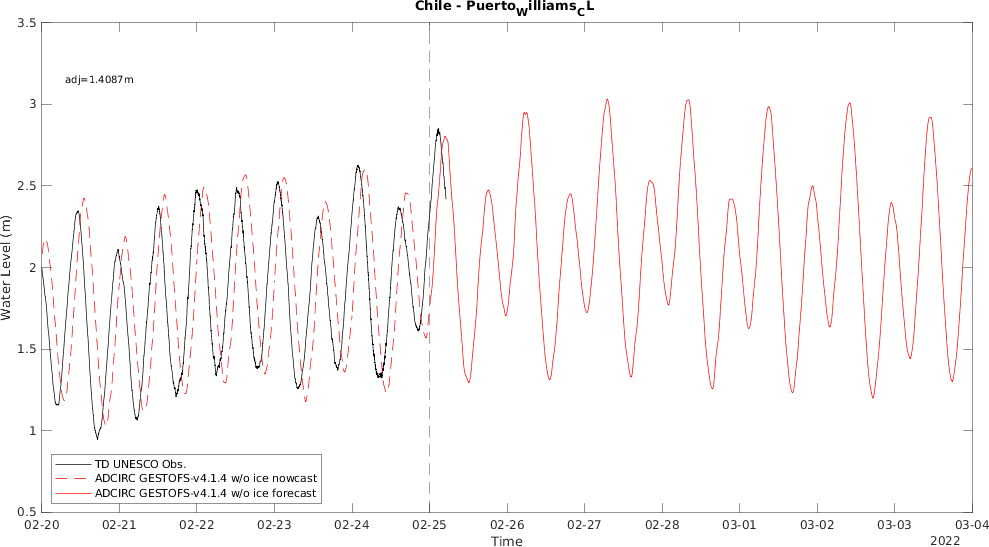 Chile - Puerto_Williams_CL
3.5
adj=1.4087m
3
2.5
Water Level (m)
2
1.5
1
TD UNESCO Obs.
ADCIRC GESTOFS-v4.1.4 w/o ice nowcast
ADCIRC GESTOFS-v4.1.4 w/o ice forecast
0.5
02-20 02-21 02-22 02-23 02-24 02-25 02-26 02-27 02-28 03-01 03-02 03-03 03-04
Time
2022